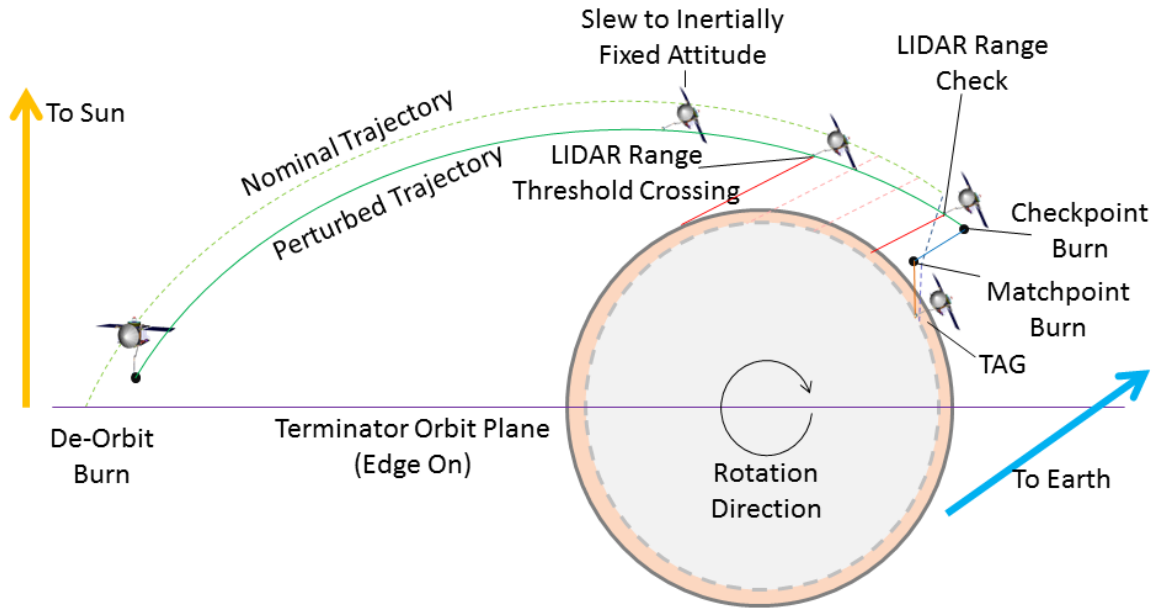 Slew to Inertially
Fixed Attitude
LIDAR Range
Check
To Sun
Nominal Trajectory
Perturbed Trajectory
LIDAR Range
Threshold Crossing
Checkpoint
Burn
Matchpoint
Burn
TAG
De-Orbit
Burn
Terminator Orbit Plane
(Edge On)
Rotation
Direction
To Earth